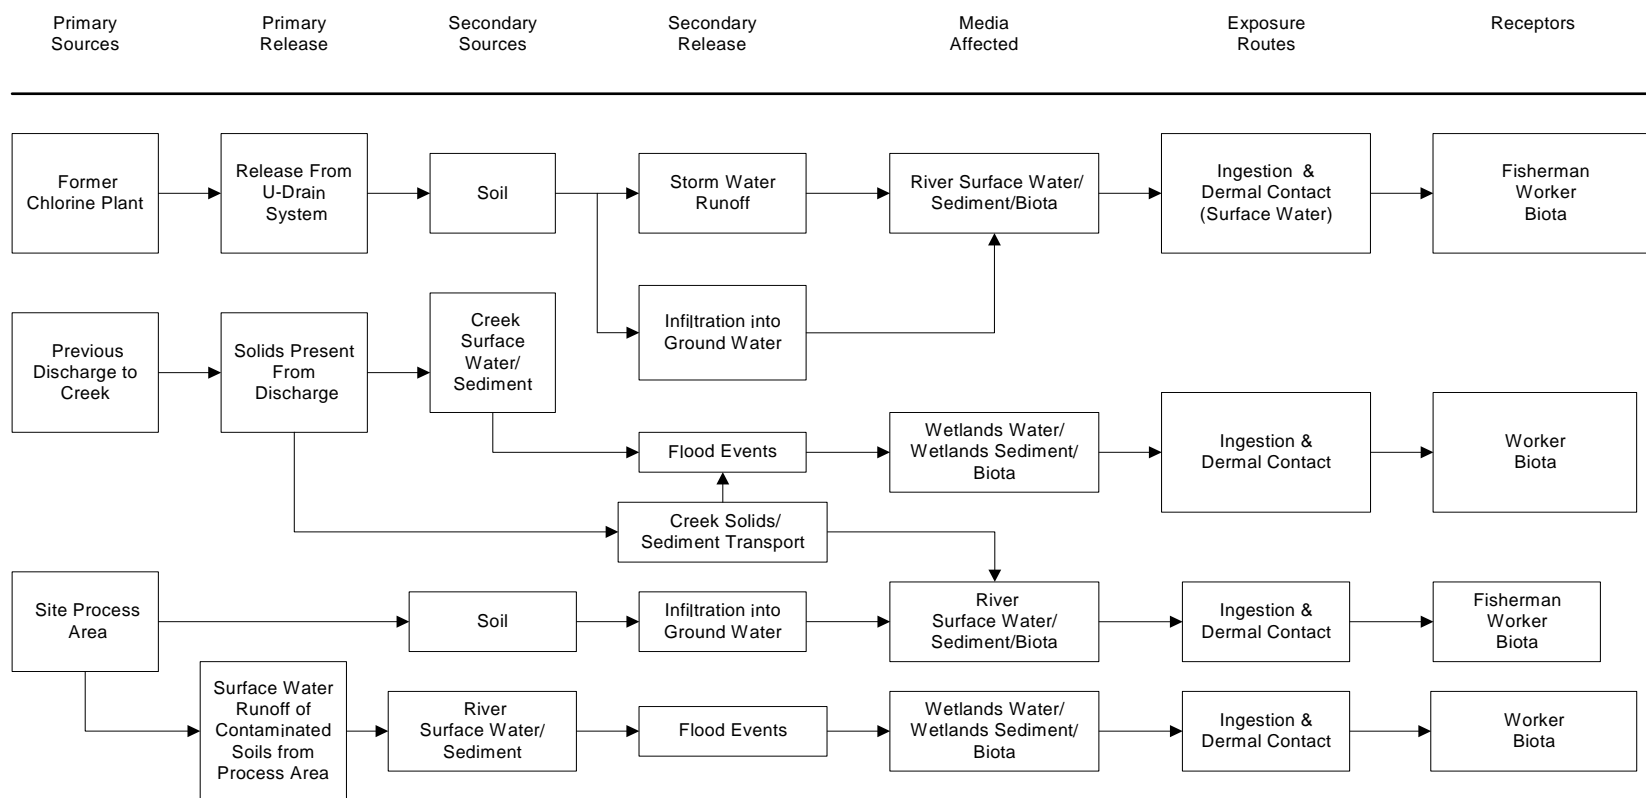 Primary
Sources
Primary
Release
Secondary
Sources
Secondary
Release
Media
Affected
Exposure
Routes
Receptors
Former
Chlorine Plant
Release From
U-Drain
System
Soil
Storm Water
Runoff
River Surface Water/
Sediment/Biota
Ingestion &
Dermal Contact
(Surface Water)
Fisherman
Worker
Biota
Infiltration into
Ground Water
Previous
Discharge to
Creek
Solids Present
From
Discharge
Creek
Surface
Water/
Sediment
Flood Events
Wetlands Water/
Wetlands Sediment/
Biota
Ingestion &
Dermal Contact
Worker
Biota
Creek Solids/
Sediment Transport
Site Process
Area
Soil
Infiltration into
Ground Water
River
Surface Water/
Sediment/Biota
Ingestion &
Dermal Contact
Fisherman
Worker
Biota
Surface Water
Runoff of
Contaminated
Soils from
Process Area
River
Surface Water/
Sediment
Flood Events
Wetlands Water/
Wetlands Sediment/
Biota
Ingestion &
Dermal Contact
Worker
Biota